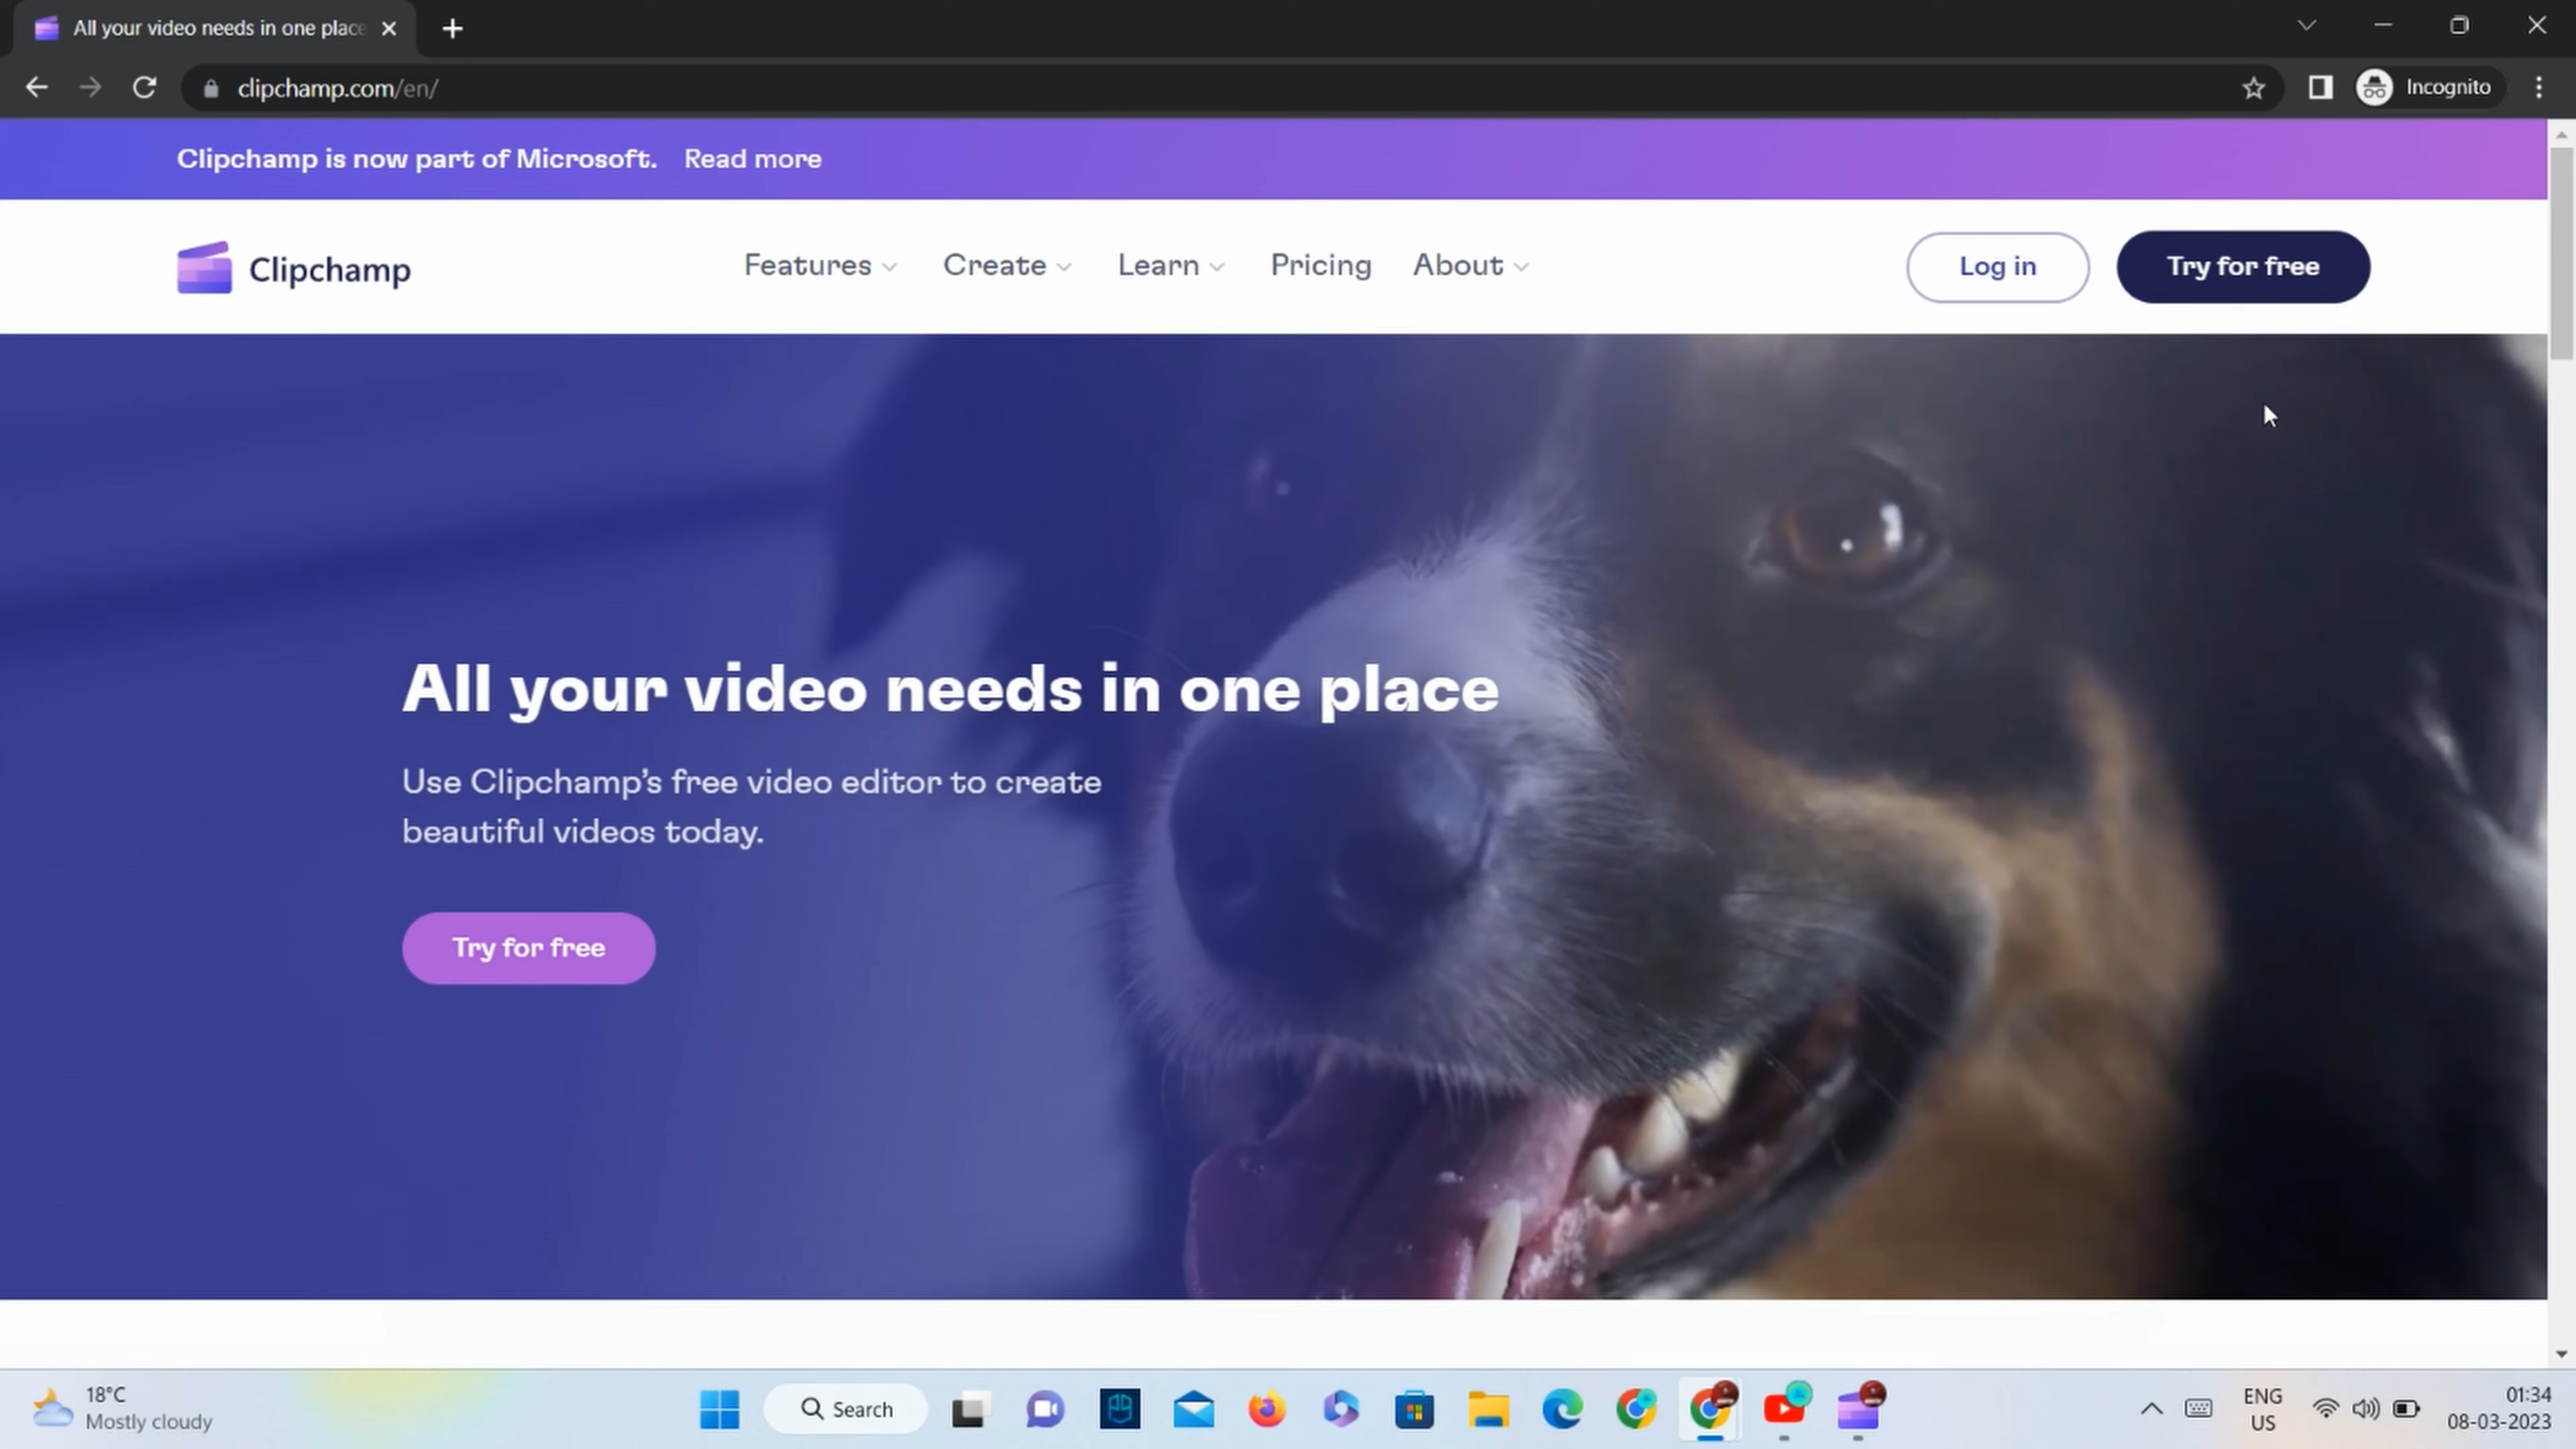 All your video needs in one place
clipchamp.com/en/
Incognito
Clipchamp is now part of Microsoft. Read more
Clipchamp
Features Create Learn Pricing About
Log in Try for free
All your video needs in one place
Use Clipchamp's free video editor to create
beautiful videos today.
Try for free
18°C
Mostly cloudy
Search
ENG
US
01:34
08-03-2023